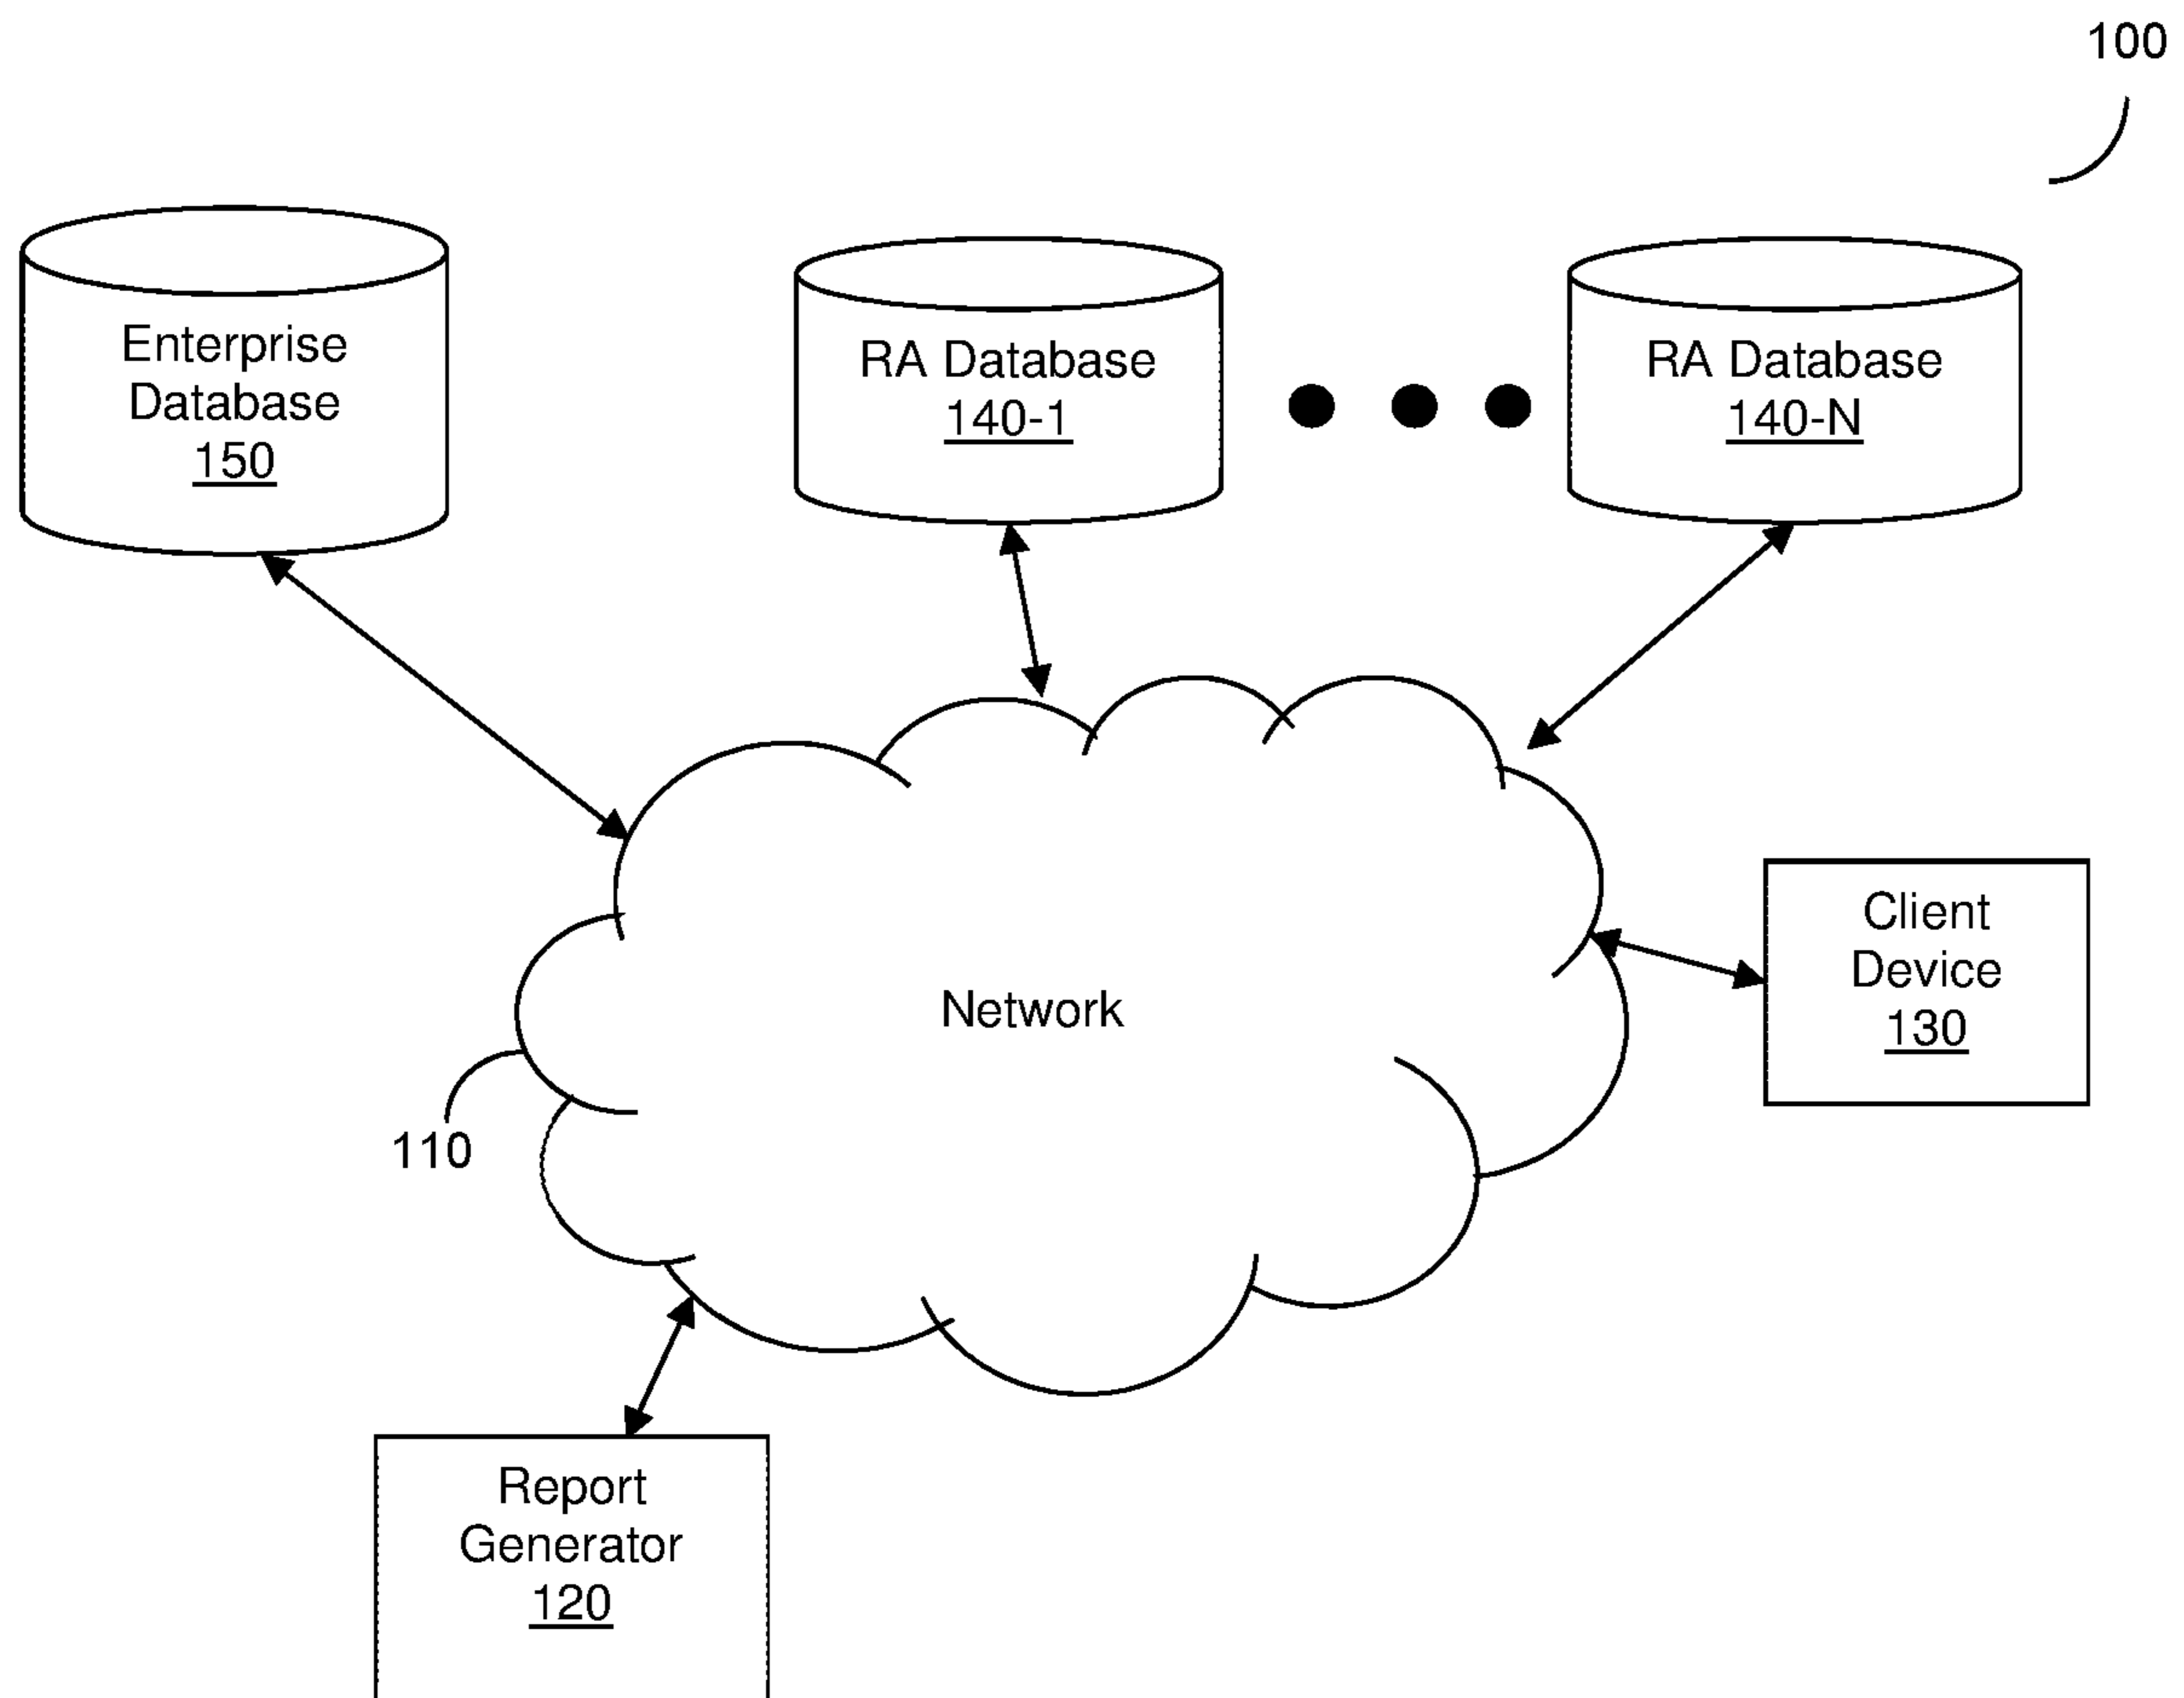 100
Enterprise
Database
150
RA Database
140-1
RA Database
140-N
Client
Device
130
Network
110
Report
Generator
120